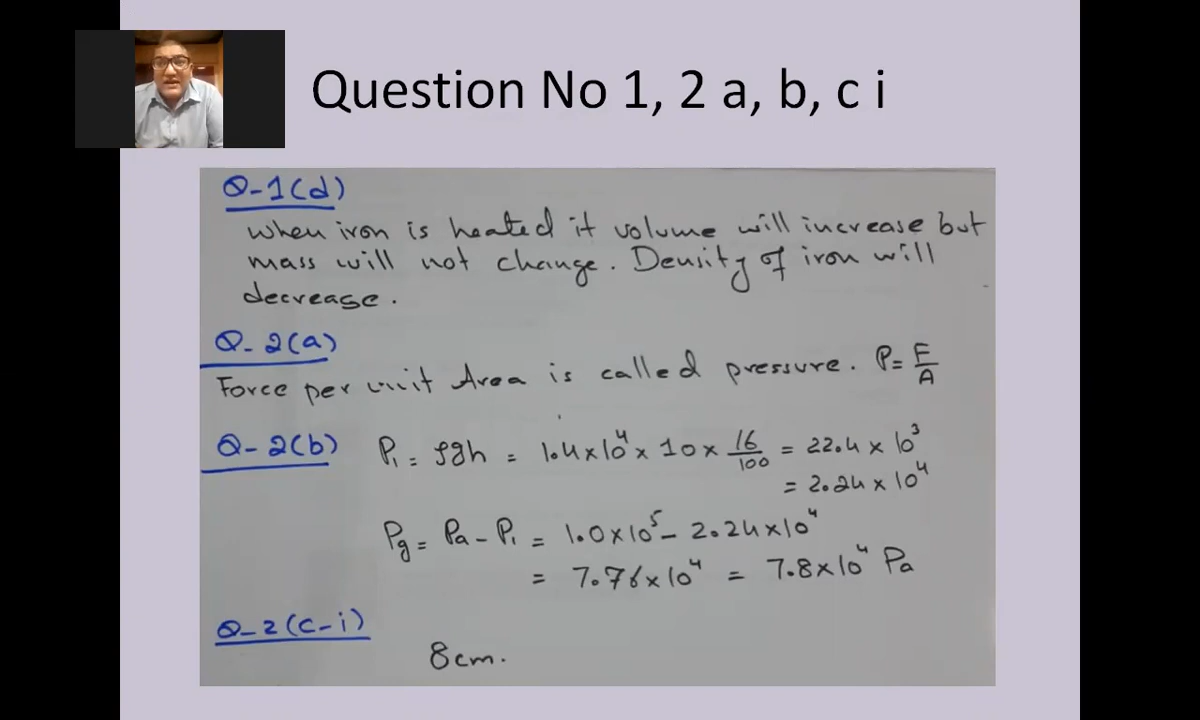 Question No 1, 2 a, b, c i
Q-1(d)
When iron is heated it volume will increase but
mass will not change. Density of iron will
decrease.
Q-2(a)
Force per unit Area is called pressure. P = F/A
Q-2(b) P₁ = ρgh = 1.4×10⁴ × 10 × 16/100 = 22.4 × 10³
= 2.24 × 10⁴
Pg = Pa - P₁ = 1.0×10⁵ - 2.24×10⁴
= 7.76×10⁴ = 7.8×10⁴ Pa
Q-2(c-i)
8cm.